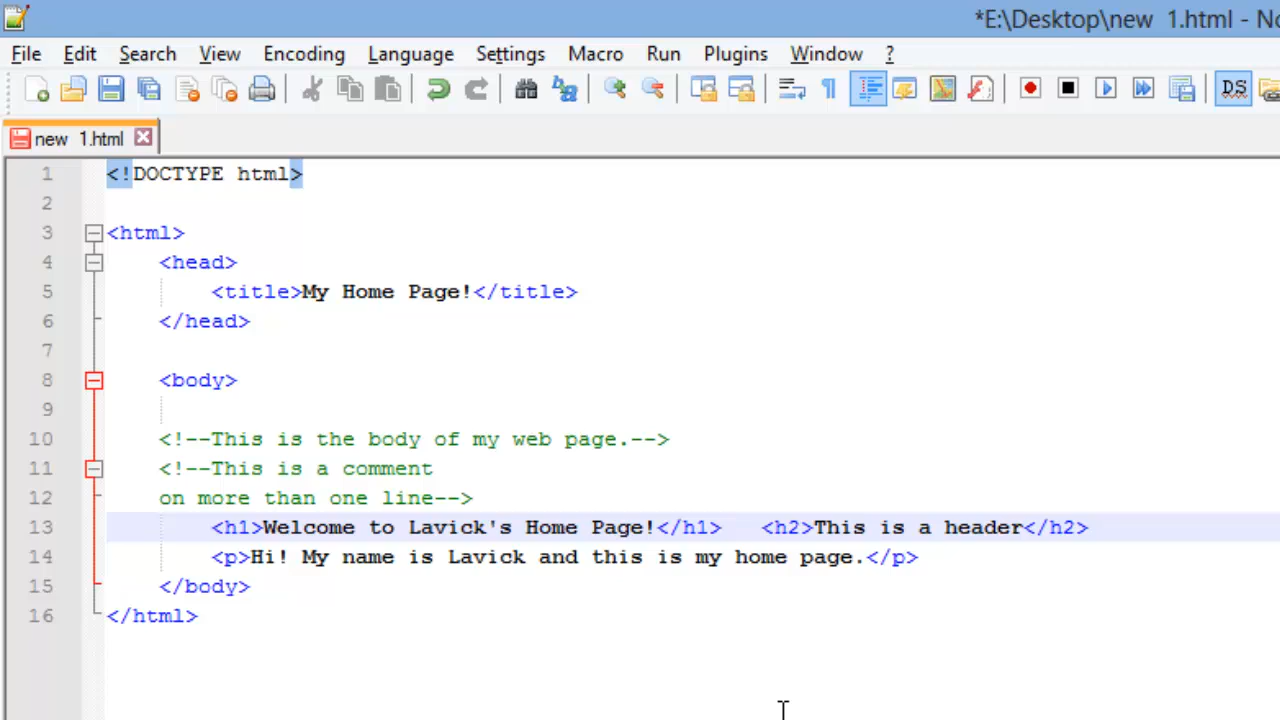 *E:\Desktop\new 1.html - No
File Edit Search View Encoding Language Settings Macro Run Plugins Window ?
DS
new 1.html
1 <!DOCTYPE html>
2
3 <html>
4 <head>
5 <title>My Home Page!</title>
6 </head>
7
8 <body>
9
10 <!--This is the body of my web page.-->
11 <!--This is a comment
12 on more than one line-->
13 <h1>Welcome to Lavick's Home Page!</h1> <h2>This is a header</h2>
14 <p>Hi! My name is Lavick and this is my home page.</p>
15 </body>
16 </html>